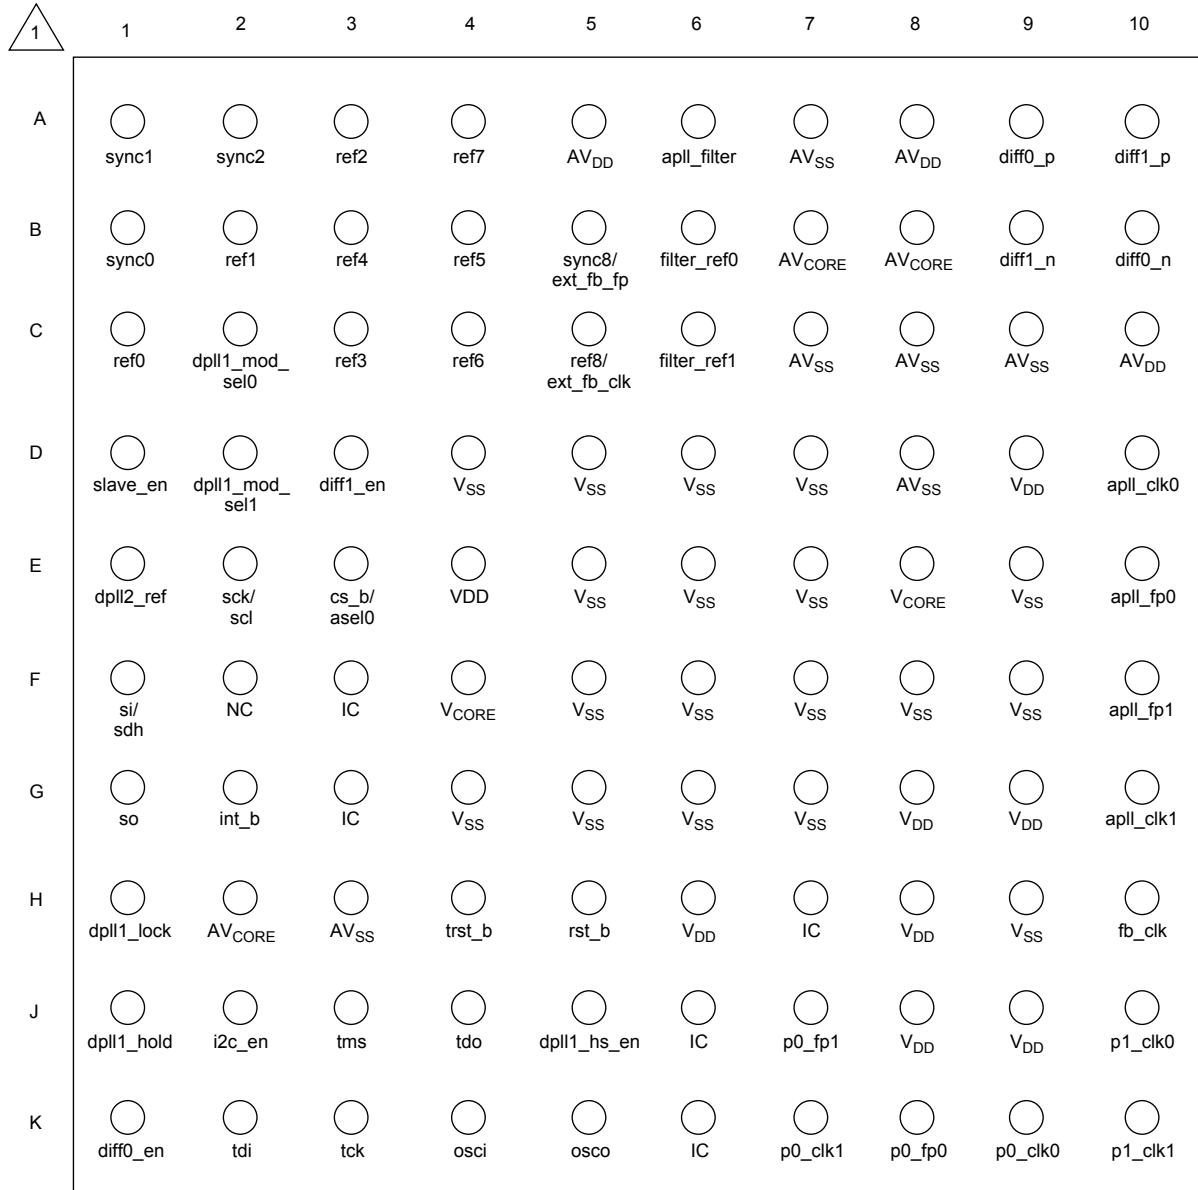 1 1 2 3 4 5 6 7 8 9 10
A
sync1 sync2 ref2 ref7 AVDD apll_filter AVSS AVDD diff0_p diff1_p
B
sync0 ref1 ref4 ref5 sync8/ filter_ref0 AVCORE AVCORE diff1_n diff0_n
ext_fb_fp
C
ref0 dpll1_mod_ ref3 ref6 ref8/ filter_ref1 AVSS AVSS AVSS AVDD
sel0 ext_fb_clk
D
slave_en dpll1_mod_ diff1_en VSS VSS VSS VSS AVSS VDD apll_clk0
sel1
E
dpll2_ref sck/ cs_b/ VDD VSS VSS VSS VCORE VSS apll_fp0
scl asel0
F
si/ NC IC VCORE VSS VSS VSS VSS VSS apll_fp1
sdh
G
so int_b IC VSS VSS VSS VSS VDD VDD apll_clk1
H
dpll1_lock AVCORE AVSS trst_b rst_b VDD IC VDD VSS fb_clk
J
dpll1_hold i2c_en tms tdo dpll1_hs_en IC p0_fp1 VDD VDD p1_clk0
K
diff0_en tdi tck osci osco IC p0_clk1 p0_fp0 p0_clk0 p1_clk1